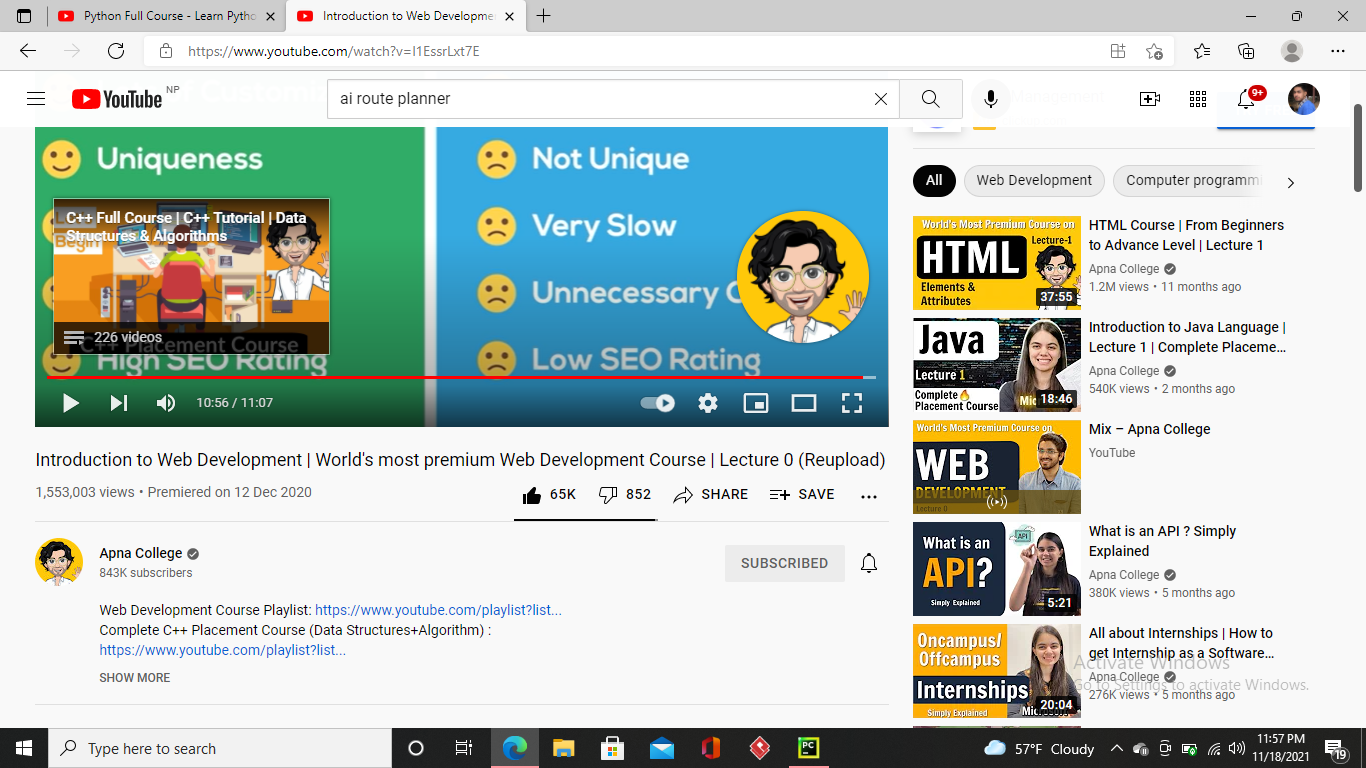 Python Full Course - Learn Pytho
Introduction to Web Developme
https://www.youtube.com/watch?v=I1EssrLxt7E
YouTube NP
ai route planner
9+
Uniqueness
Not Unique
Very Slow
Unnecessary C
High SEO Rating
Low SEO Rating
C++ Full Course | C++ Tutorial | Data
Structures & Algorithms
226 videos
C++ Placement Course
10:56 / 11:07
Introduction to Web Development | World's most premium Web Development Course | Lecture 0 (Reupload)
1,553,003 views • Premiered on 12 Dec 2020
65K 852 SHARE SAVE
Apna College
843K subscribers
SUBSCRIBED
Web Development Course Playlist: https://www.youtube.com/playlist?list...
Complete C++ Placement Course (Data Structures+Algorithm) :
https://www.youtube.com/playlist?list...
SHOW MORE
All Web Development Computer programmi
World's Most Premium Course on
HTML
Lecture-1
Elements &
Attributes
37:55
HTML Course | From Beginners
to Advance Level | Lecture 1
Apna College
1.2M views • 11 months ago
Java
Lecture 1
Complete
Placement Course
18:46
Introduction to Java Language |
Lecture 1 | Complete Placeme...
Apna College
540K views • 2 months ago
World's Most Premium Course on
WEB
DEVELOPMENT
Lecture 0
Mix – Apna College
YouTube
What is an
API?
API
Simply Explained
5:21
What is an API ? Simply
Explained
Apna College
380K views • 5 months ago
Oncampus/
Offcampus
Internships
Simply Explained
20:04
All about Internships | How to
get Internship as a Software...
Apna College
276K views • 5 months ago
Activate Windows
Go to Settings to activate Windows.
Type here to search
PC
57°F Cloudy
11:57 PM
11/18/2021
19